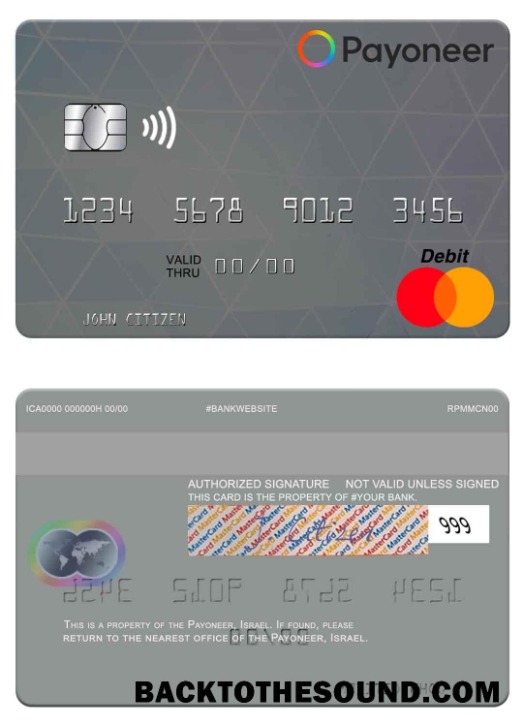 Payoneer
1234 5678 9012 3456
VALID THRU 00/00
Debit
JOHN CITIZEN
ICA0000 000000H 00/00 #BANKWEBSITE RPMMCN00
AUTHORIZED SIGNATURE NOT VALID UNLESS SIGNED
THIS CARD IS THE PROPERTY OF #YOUR BANK.
MasterCard
999
THIS IS A PROPERTY OF THE PAYONEER, ISRAEL. IF FOUND, PLEASE
RETURN TO THE NEAREST OFFICE OF THE PAYONEER, ISRAEL.
BACKTOTHESOUND.COM